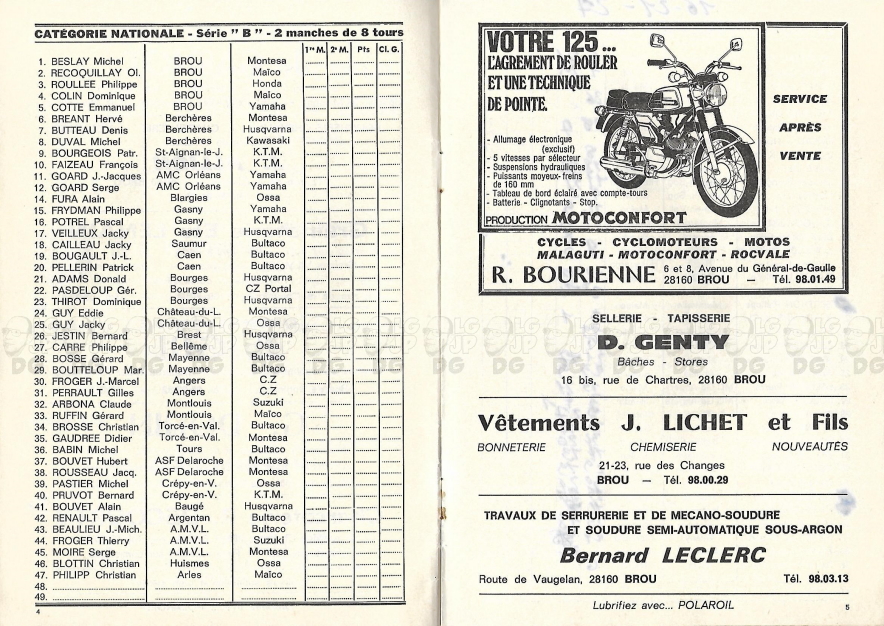 CATÉGORIE NATIONALE - Série " B " - 2 manches de 8 tours
1re M. 2e M. Pts Cl. G.
1. BESLAY Michel BROU Montesa
2. RECOQUILLAY Ol. BROU Maïco
3. ROULLEE Philippe BROU Honda
4. COLIN Dominique BROU Maïco
5. COTTE Emmanuel BROU Yamaha
6. BREANT Hervé Berchères Montesa
7. BUTTEAU Denis Berchères Husqvarna
8. DUVAL Michel Berchères Kawasaki
9. BOURGEOIS Patr. St-Aignan-le-J. K.T.M.
10. FAIZEAU François St-Aignan-le-J. K.T.M.
11. GOARD J.-Jacques AMC Orléans Yamaha
12. GOARD Serge AMC Orléans Yamaha
14. FURA Alain Blargies Ossa
15. FRYDMAN Philippe Gasny Yamaha
16. POTREL Pascal Gasny K.T.M.
17. VEILLEUX Jacky Gasny Husqvarna
18. CAILLEAU Jacky Saumur Bultaco
19. BOUGAULT J.-L. Caen Bultaco
20. PELLERIN Patrick Caen Bultaco
21. ADAMS Donald Bourges Husqvarna
22. PASDELOUP Gér. Bourges CZ Portal
23. THIROT Dominique Bourges Husqvarna
24. GUY Eddie Château-du-L. Montesa
25. GUY Jacky Château-du-L. Ossa
26. JESTIN Bernard Brest Husqvarna
27. CARRE Philippe Bellême Ossa
28. BOSSE Gérard Mayenne Bultaco
29. BOUTTELOUP Mar. Mayenne Bultaco
30. FROGER J.-Marcel Angers C.Z
31. PERRAULT Gilles Angers C.Z
32. ARBONA Claude Montlouis Suzuki
33. RUFFIN Gérard Montlouis Maïco
34. BROSSE Christian Torcé-en-Val. Bultaco
35. GAUDREE Didier Torcé-en-Val. Montesa
36. BABIN Michel Tours Bultaco
37. BOUVET Hubert ASF Delaroche Montesa
38. ROUSSEAU Jacq. ASF Delaroche Montesa
39. PASTIER Michel Crépy-en-V. Ossa
40. PRUVOT Bernard Crépy-en-V. K.T.M.
41. BOUVET Alain Baugé Husqvarna
42. RENAULT Pascal Argentan Bultaco
43. BEAULIEU J.-Mich. A.M.V.L. Bultaco
44. FROGER Thierry A.M.V.L. Suzuki
45. MOIRE Serge A.M.V.L. Montesa
46. BLOTTIN Christian Huismes Ossa
47. PHILIPP Christian Arles Maïco
48.
49.
4
VOTRE 125...
L'AGREMENT DE ROULER
ET UNE TECHNIQUE
DE POINTE.
- Allumage électronique
(exclusif)
- 5 vitesses par sélecteur
- Suspensions hydrauliques
- Puissants moyeux-freins
de 160 mm
- Tableau de bord éclairé avec compte-tours
- Batterie - Clignotants - Stop.
PRODUCTION MOTOCONFORT
SERVICE
APRÈS
VENTE
CYCLES - CYCLOMOTEURS - MOTOS
MALAGUTI - MOTOCONFORT - ROCVALE
R. BOURIENNE 6 et 8, Avenue du Général-de-Gaulle
28160 BROU — Tél. 98.01.49
SELLERIE - TAPISSERIE
D. GENTY
Bâches - Stores
16 bis, rue de Chartres, 28160 BROU
Vêtements J. LICHET et Fils
BONNETERIE CHEMISERIE NOUVEAUTÉS
21-23, rue des Changes
BROU — Tél. 98.00.29
TRAVAUX DE SERRURERIE ET DE MECANO-SOUDURE
ET SOUDURE SEMI-AUTOMATIQUE SOUS-ARGON
Bernard LECLERC
Route de Vaugelan, 28160 BROU Tél. 98.03.13
Lubrifiez avec... POLAROIL
5